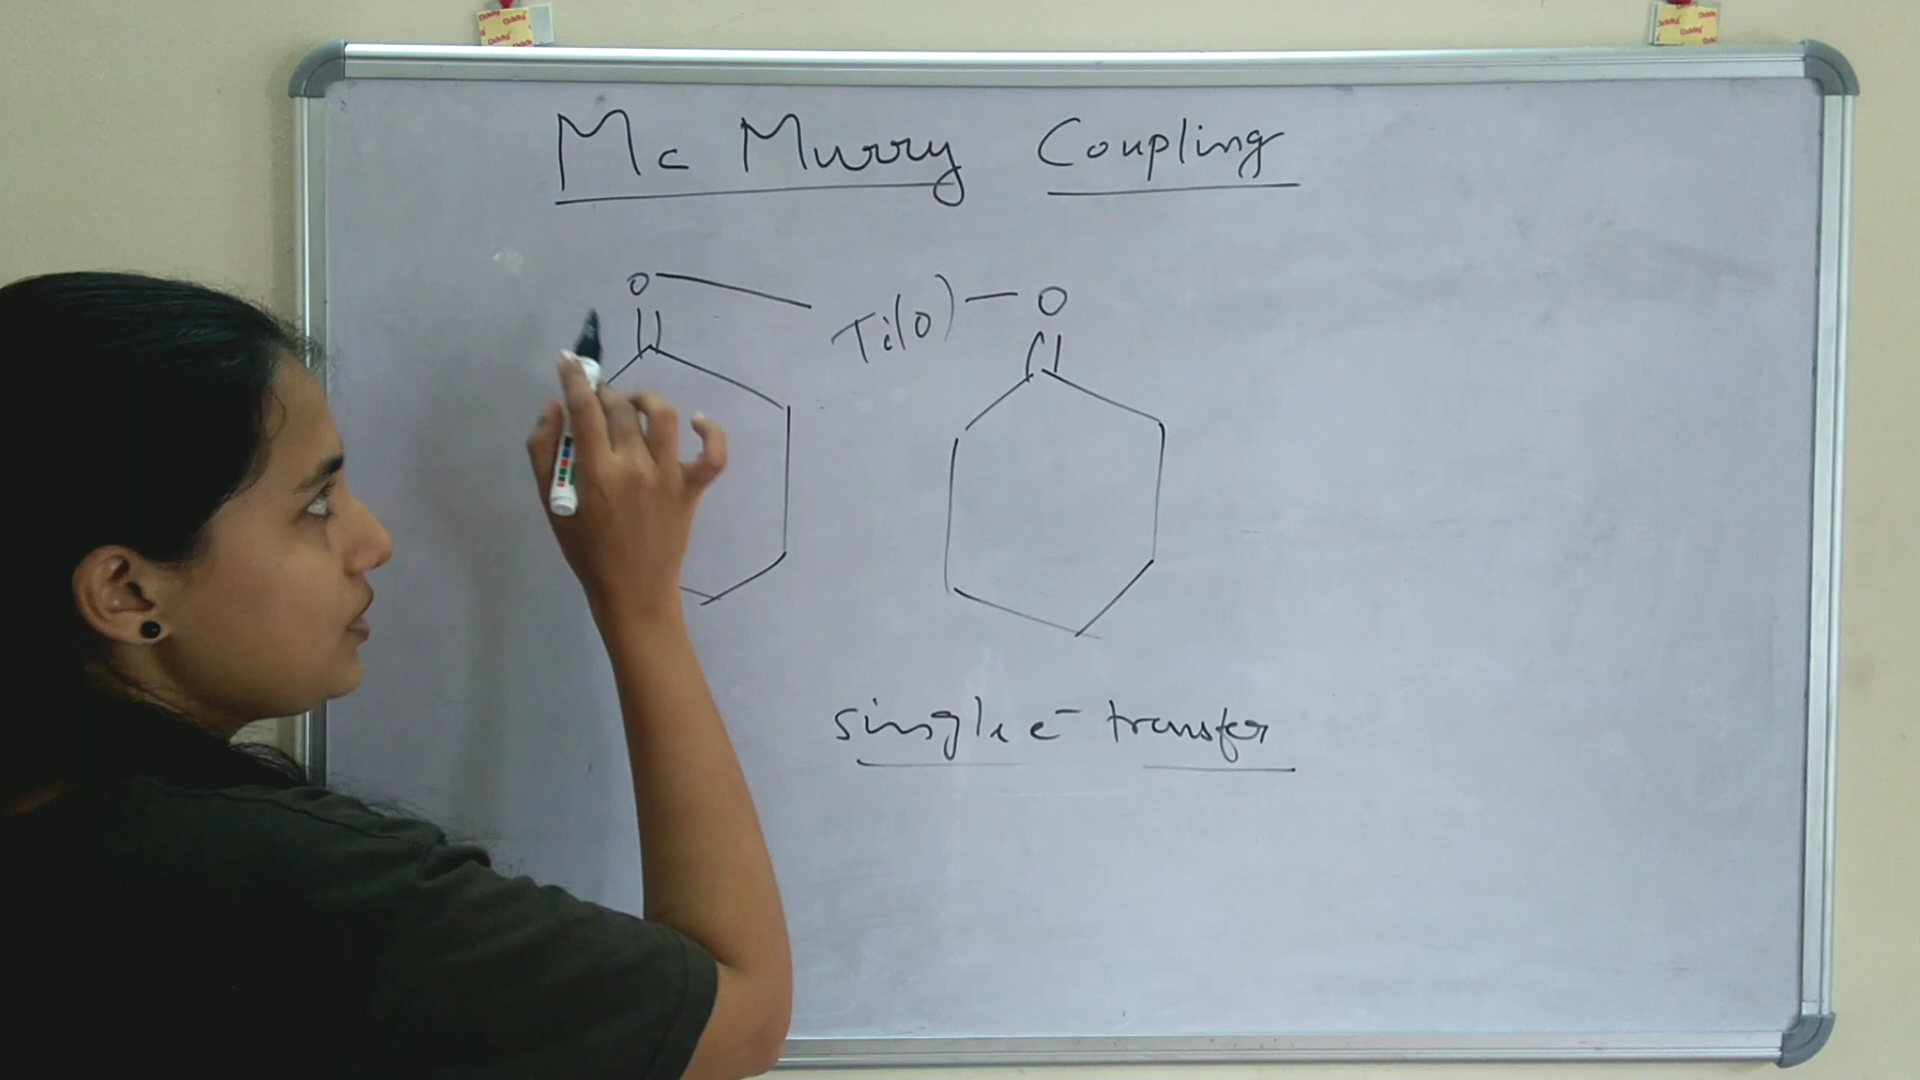 Mc Murry Coupling
O Ti(0) O
single e⁻ transfer